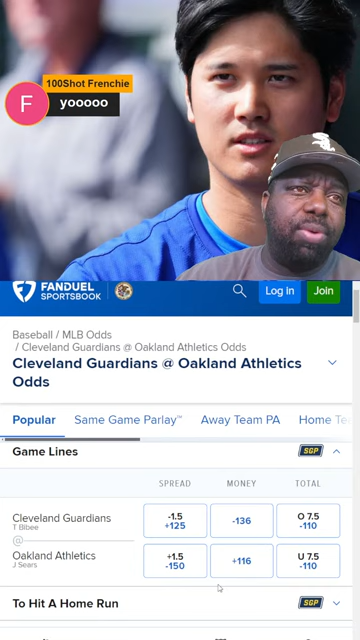 100Shot Frenchie
F
yooooo
FANDUEL
SPORTSBOOK
Log In
Join
Baseball / MLB Odds
/ Cleveland Guardians @ Oakland Athletics Odds
Cleveland Guardians @ Oakland Athletics
Odds
Popular
Same Game Parlay™
Away Team PA
Home Te
Game Lines
SGP
SPREAD
MONEY
TOTAL
Cleveland Guardians
T Bibee
-1.5
+125
-136
O 7.5
-110
@
Oakland Athletics
J Sears
+1.5
-150
+116
U 7.5
-110
To Hit A Home Run
SGP